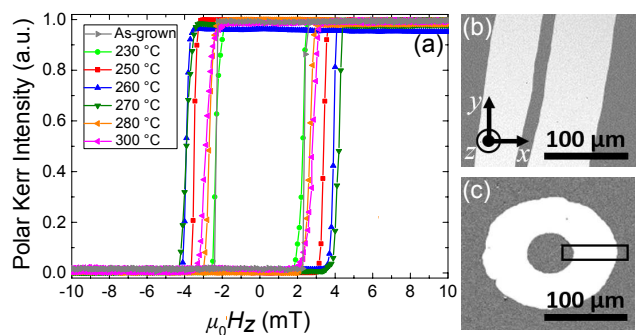 Polar Kerr Intensity (a.u.)
1.0
0.8
0.6
0.4
0.2
0.0
As-grown
230 °C
250 °C
260 °C
270 °C
280 °C
300 °C
(a)
-10 -8 -6 -4 -2 0 2 4 6 8 10
μ₀Hz (mT)
(b)
y
z x
100 μm
(c)
100 μm